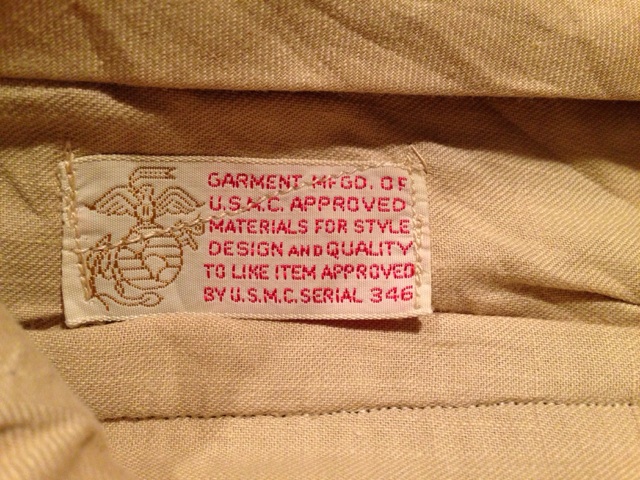 GARMENT MFGD. OF
U.S.M.C. APPROVED
MATERIALS FOR STYLE
DESIGN AND QUALITY
TO LIKE ITEM APPROVED
BY U.S.M.C. SERIAL 346